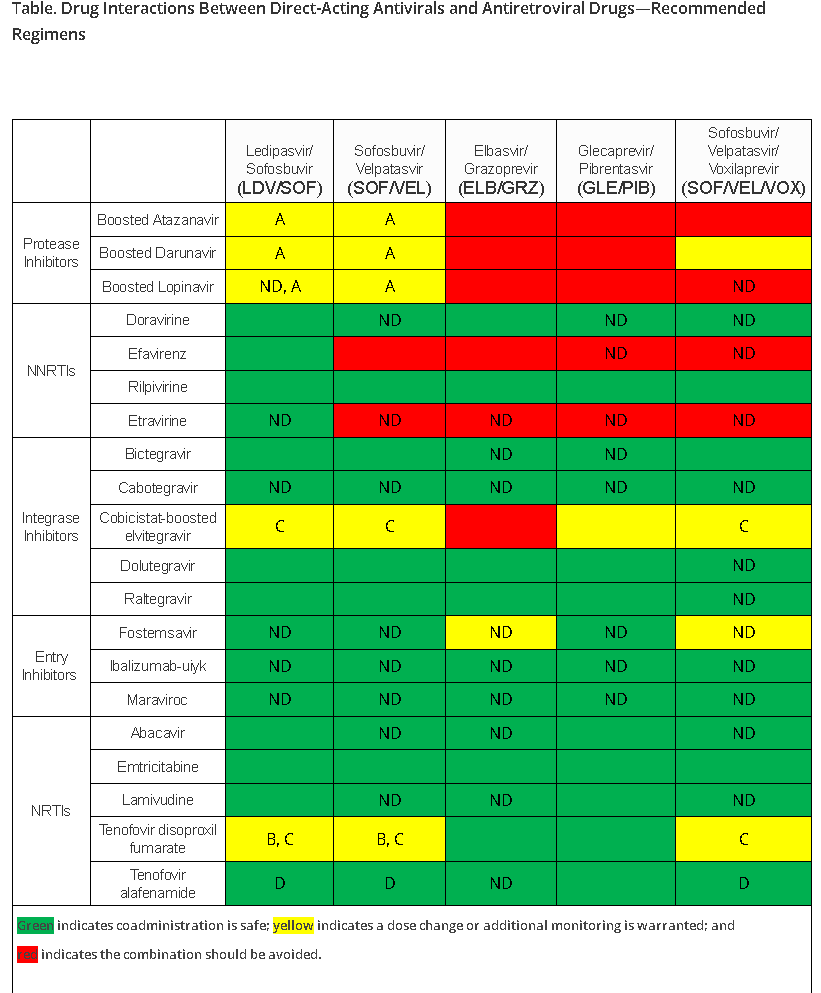 Table. Drug Interactions Between Direct-Acting Antivirals and Antiretroviral Drugs—Recommended
Regimens
Ledipasvir/
Sofosbuvir
(LDV/SOF)
Sofosbuvir/
Velpatasvir
(SOF/VEL)
Elbasvir/
Grazoprevir
(ELB/GRZ)
Glecaprevir/
Pibrentasvir
(GLE/PIB)
Sofosbuvir/
Velpatasvir/
Voxilaprevir
(SOF/VEL/VOX)
Protease
Inhibitors
Boosted Atazanavir A A
Boosted Darunavir A A
Boosted Lopinavir ND, A A ND
NNRTIs
Doravirine ND ND ND
Efavirenz ND ND
Rilpivirine
Etravirine ND ND ND ND ND
Integrase
Inhibitors
Bictegravir ND ND
Cabotegravir ND ND ND ND ND
Cobicistat-boosted
elvitegravir C C C
Dolutegravir ND
Raltegravir ND
Entry
Inhibitors
Fostemsavir ND ND ND ND ND
Ibalizumab-uiyk ND ND ND ND ND
Maraviroc ND ND ND ND ND
NRTIs
Abacavir ND ND ND
Emtricitabine
Lamivudine ND ND ND
Tenofovir disoproxil
fumarate B, C B, C C
Tenofovir
alafenamide D D ND D
Green indicates coadministration is safe; yellow indicates a dose change or additional monitoring is warranted; and
red indicates the combination should be avoided.